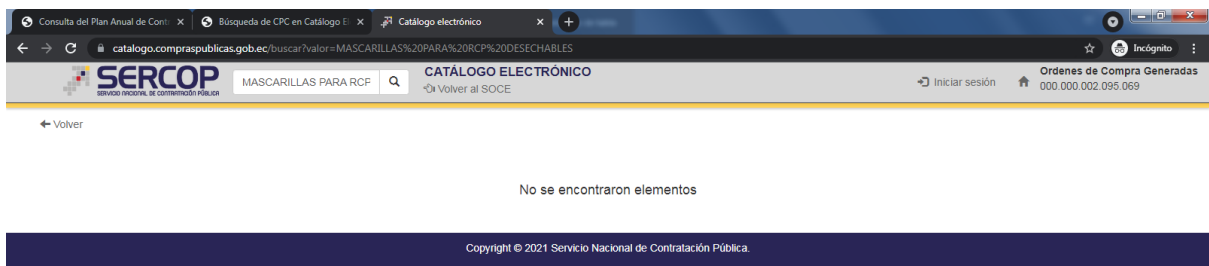 Consulta del Plan Anual de Contr
Búsqueda de CPC en Catálogo El
Catálogo electrónico
catalogo.compraspublicas.gob.ec/buscar?valor=MASCARILLAS%20PARA%20RCP%20DESECHABLES
Incógnito
SERCOP
SERVICIO NACIONAL DE CONTRATACIÓN PÚBLICA
MASCARILLAS PARA RCP
CATÁLOGO ELECTRÓNICO
Volver al SOCE
Iniciar sesión
Ordenes de Compra Generadas
000.000.002.095.069
Volver
No se encontraron elementos
Copyright © 2021 Servicio Nacional de Contratación Pública.